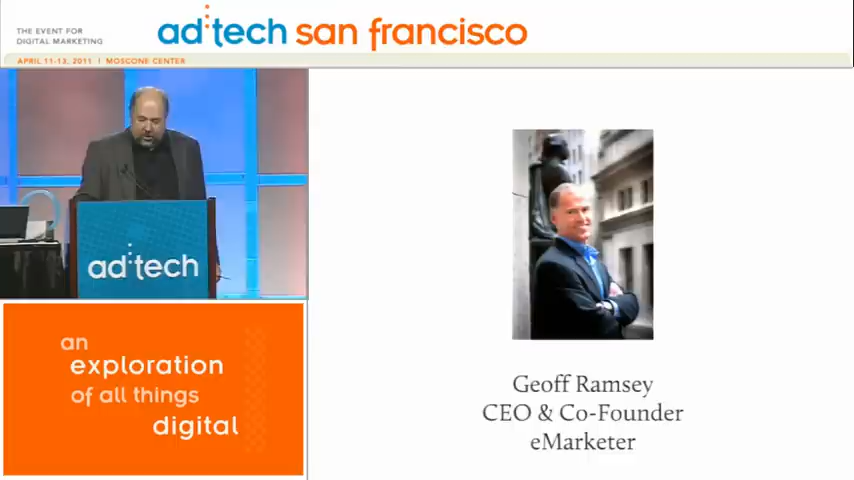 THE EVENT FOR
DIGITAL MARKETING
ad:tech san francisco
APRIL 11-13, 2011 | MOSCONE CENTER
ad:tech
an
exploration
of all things
digital
Geoff Ramsey
CEO & Co-Founder
eMarketer